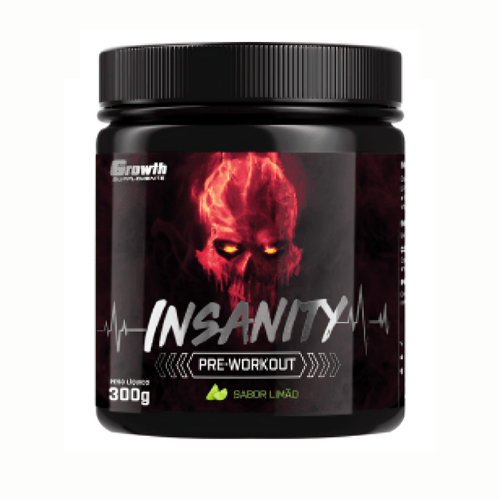 Growth
SUPPLEMENTS
INSANITY
PRE-WORKOUT
PESO LÍQUIDO
300g
SABOR LIMÃO